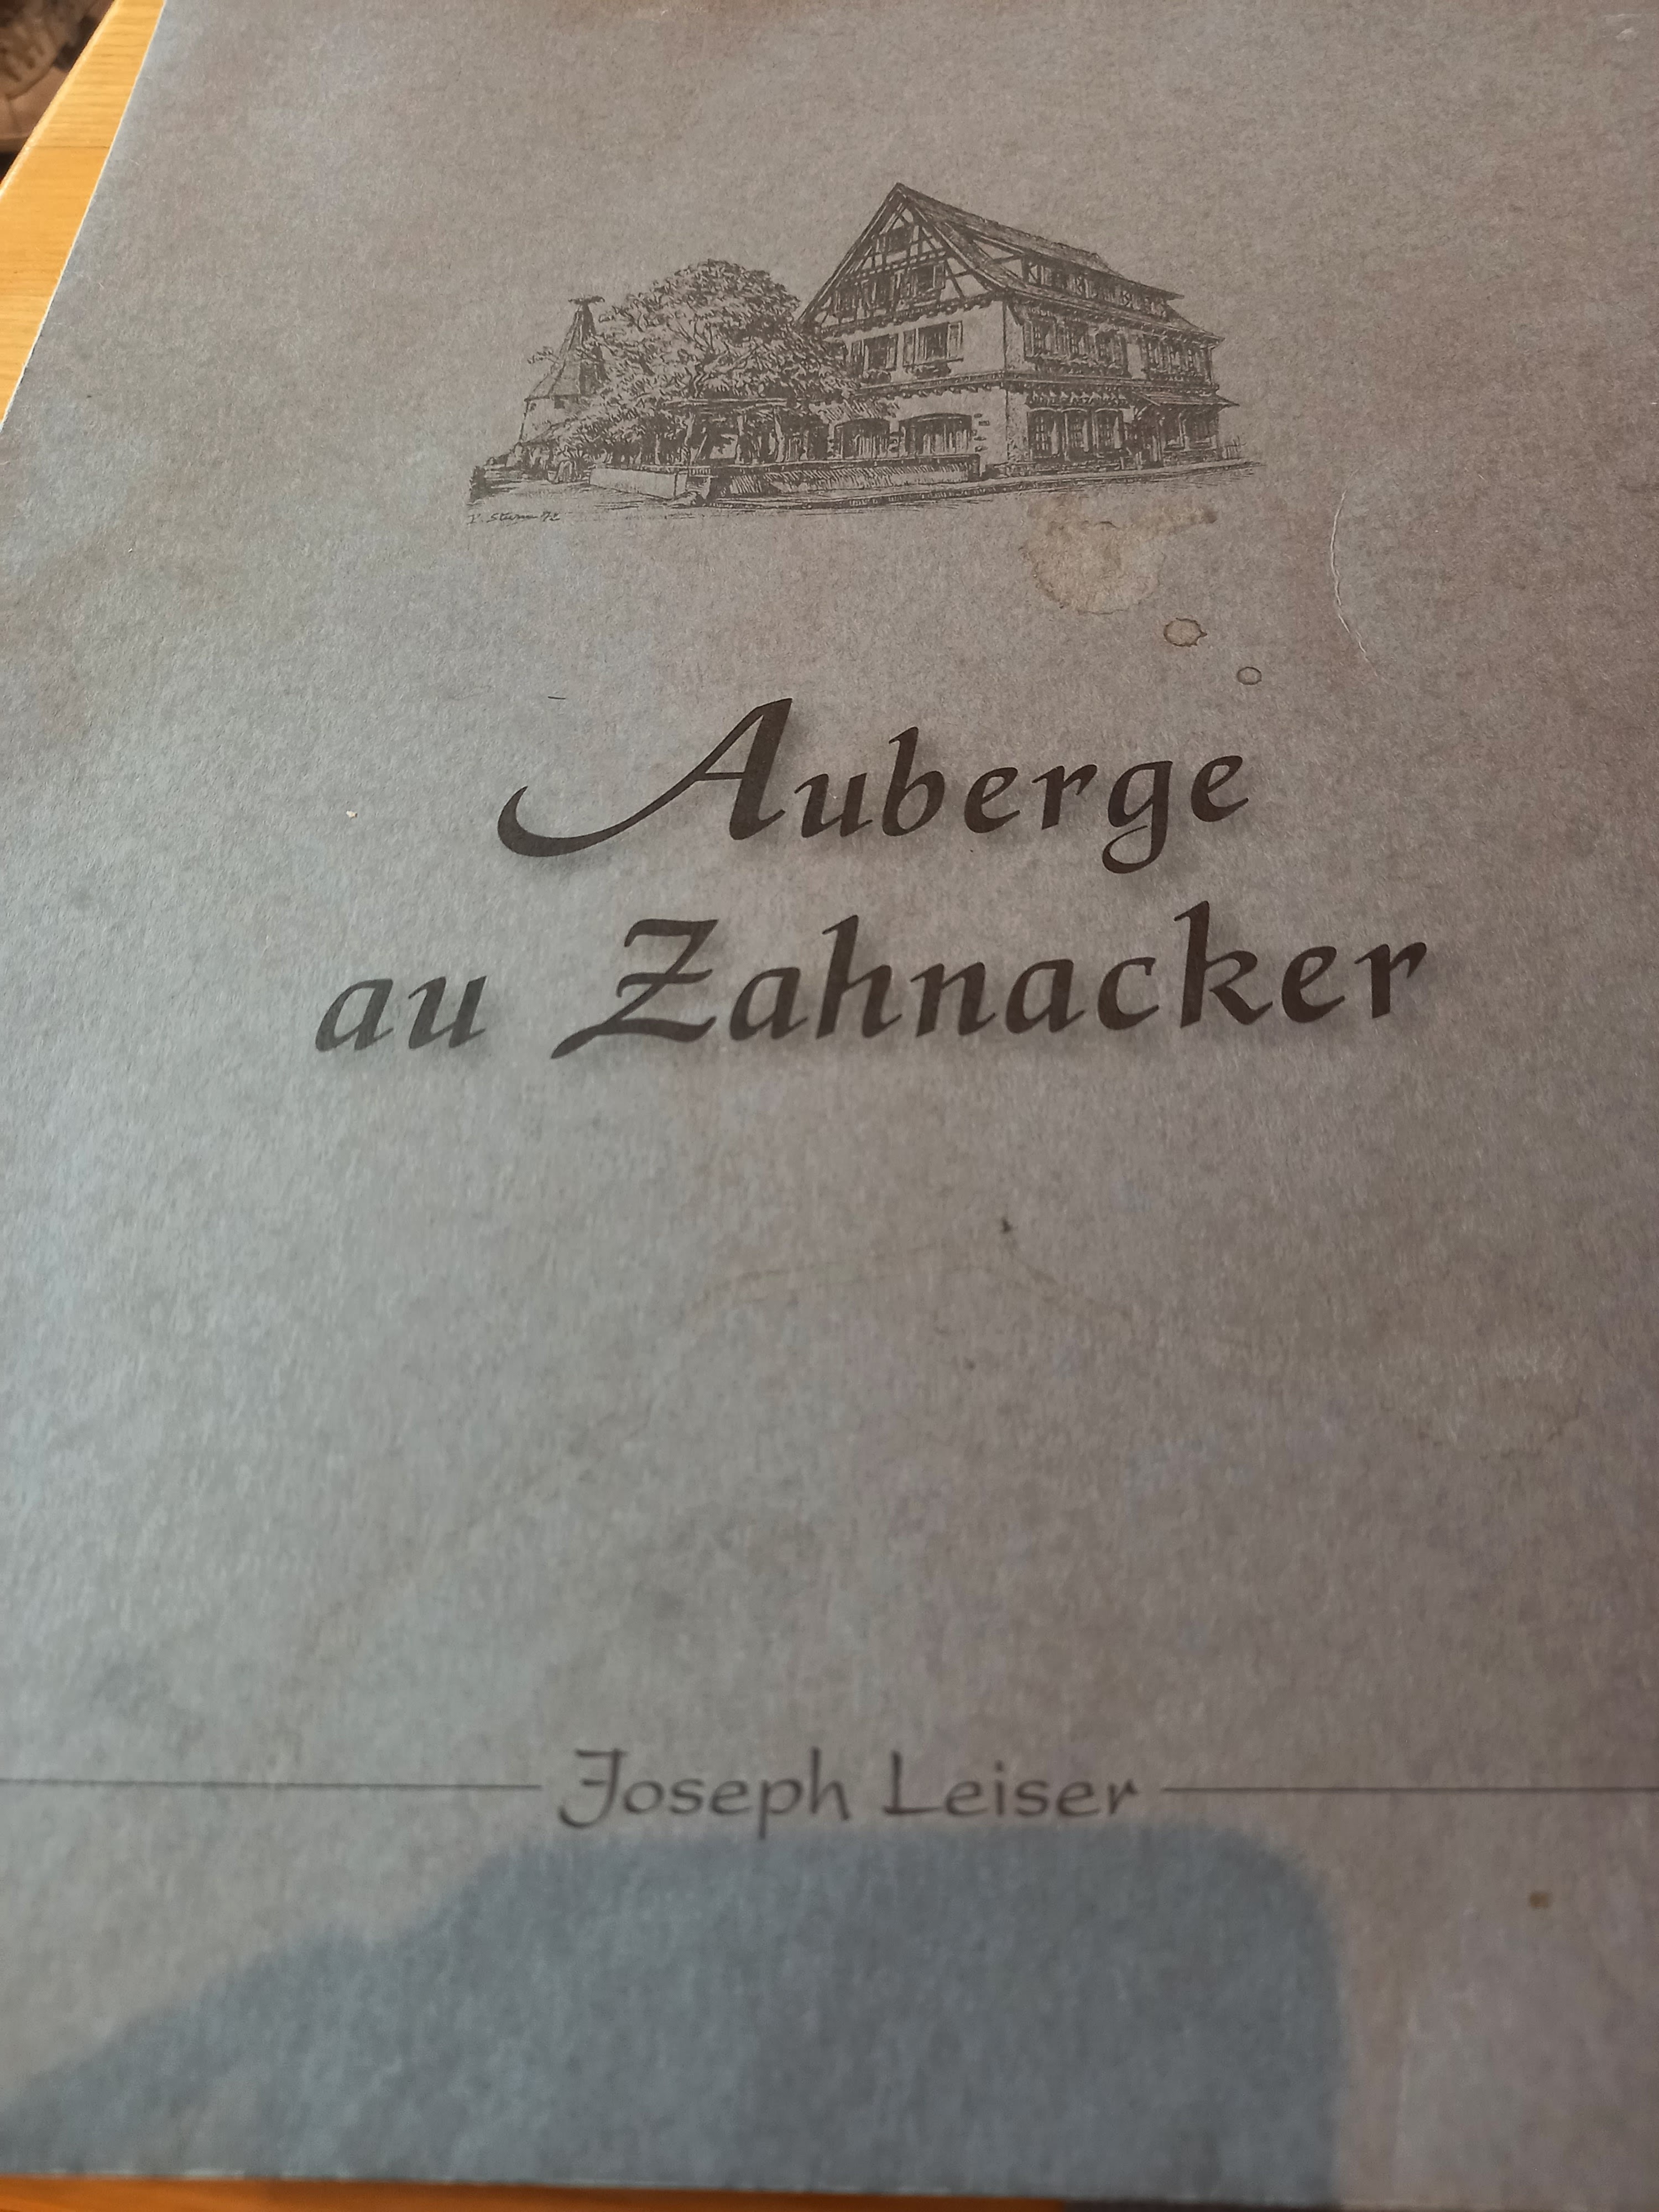 Auberge
au Zahnacker
Joseph Leiser